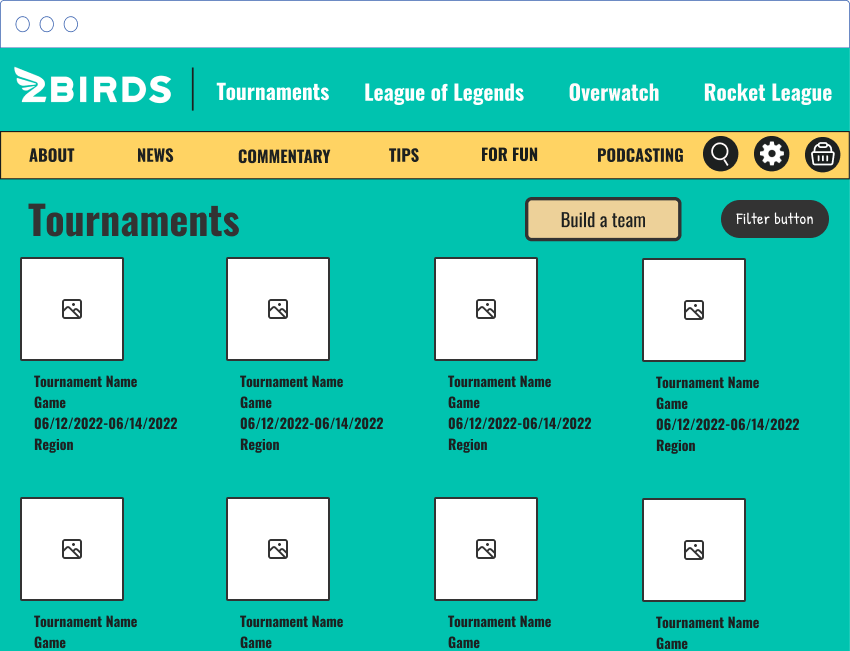 2BIRDS Tournaments League of Legends Overwatch Rocket League
ABOUT NEWS COMMENTARY TIPS FOR FUN PODCASTING
Tournaments Build a team Filter button
Tournament Name Tournament Name Tournament Name Tournament Name
Game Game Game Game
06/12/2022-06/14/2022 06/12/2022-06/14/2022 06/12/2022-06/14/2022 06/12/2022-06/14/2022
Region Region Region Region
Tournament Name Tournament Name Tournament Name Tournament Name
Game Game Game Game